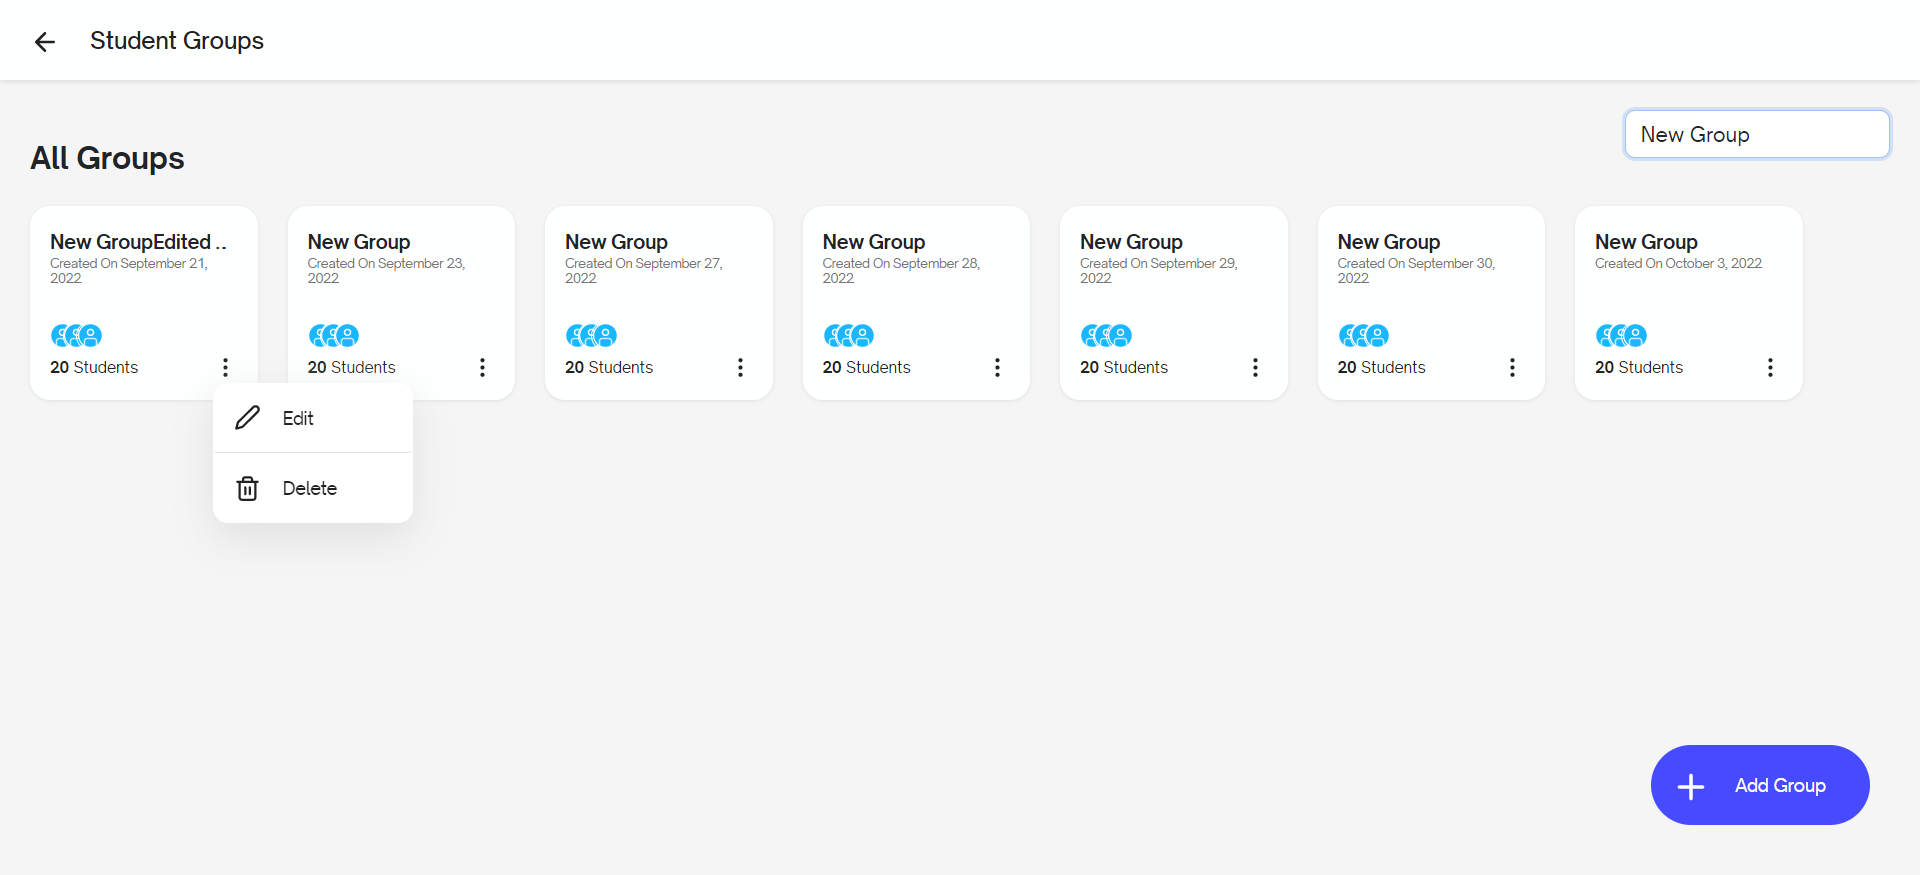 Student Groups
New Group
All Groups
New GroupEdited ..
Created On September 21,
2022
20 Students
New Group
Created On September 23,
2022
20 Students
New Group
Created On September 27,
2022
20 Students
New Group
Created On September 28,
2022
20 Students
New Group
Created On September 29,
2022
20 Students
New Group
Created On September 30,
2022
20 Students
New Group
Created On October 3, 2022
20 Students
Edit
Delete
Add Group